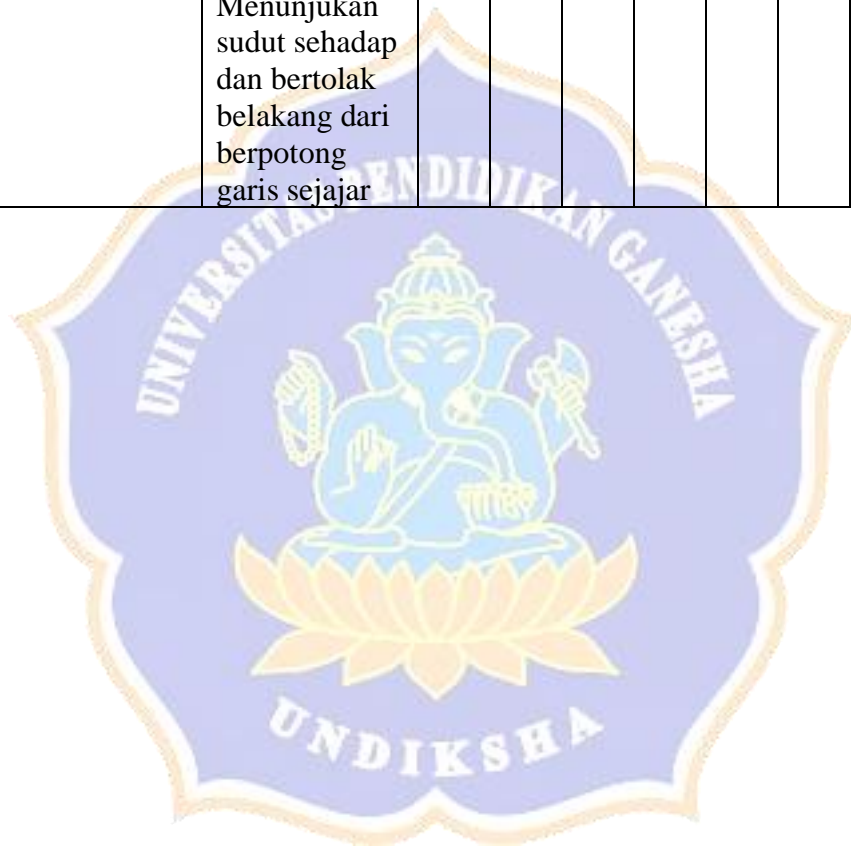 Menunjukan
sudut sehadap
dan bertolak
belakang dari
berpotong
garis sejajar
UNIVERSITAS PENDIDIKAN GANESHA
UNDIKSHA